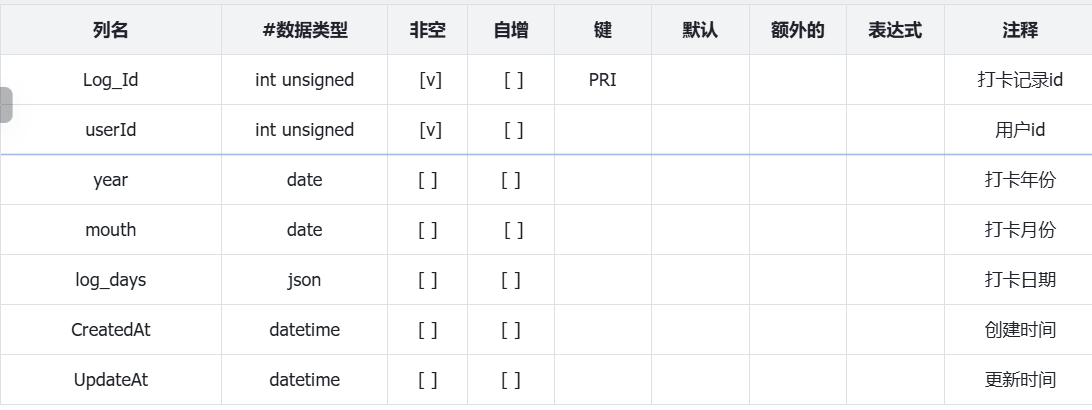 列名 #数据类型 非空 自增 键 默认 额外的 表达式 注释
Log_Id int unsigned [v] [ ] PRI 打卡记录id
userId int unsigned [v] [ ] 用户id
year date [ ] [ ] 打卡年份
mouth date [ ] [ ] 打卡月份
log_days json [ ] [ ] 打卡日期
CreatedAt datetime [ ] [ ] 创建时间
UpdateAt datetime [ ] [ ] 更新时间